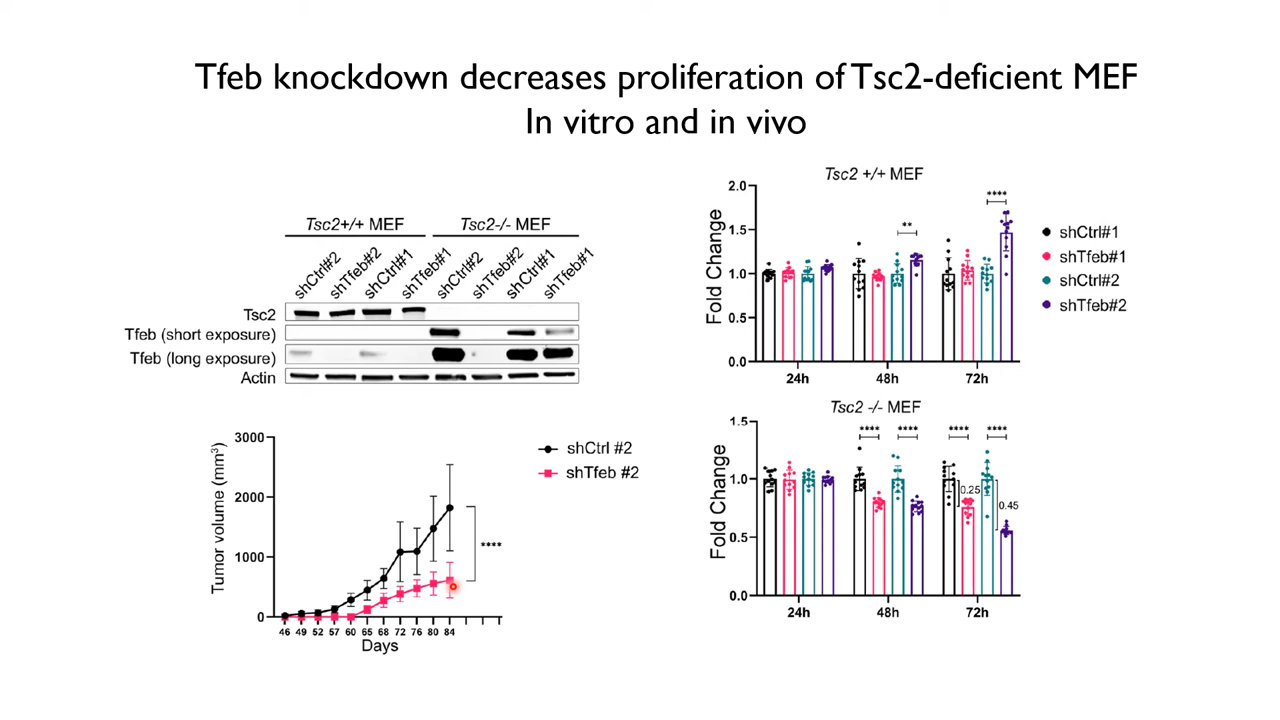 Tfeb knockdown decreases proliferation of Tsc2-deficient MEF
In vitro and in vivo
Tsc2+/+ MEF
Tsc2-/- MEF
shCtrl#2
shTfeb#2
shCtrl#1
shTfeb#1
shCtrl#2
shTfeb#2
shCtrl#1
shTfeb#1
Tsc2
Tfeb (short exposure)
Tfeb (long exposure)
Actin
Tumor volume (mm³)
3000
2000
1000
0
46 49 52 57 60 65 68 72 76 80 84
Days
****
shCtrl #2
shTfeb #2
Tsc2 +/+ MEF
Fold Change
2.0
1.5
1.0
0.5
0.0
**
****
24h 48h 72h
shCtrl#1
shTfeb#1
shCtrl#2
shTfeb#2
Tsc2 -/- MEF
Fold Change
1.5
1.0
0.5
0.0
**** **** **** ****
0.25
0.45
24h 48h 72h